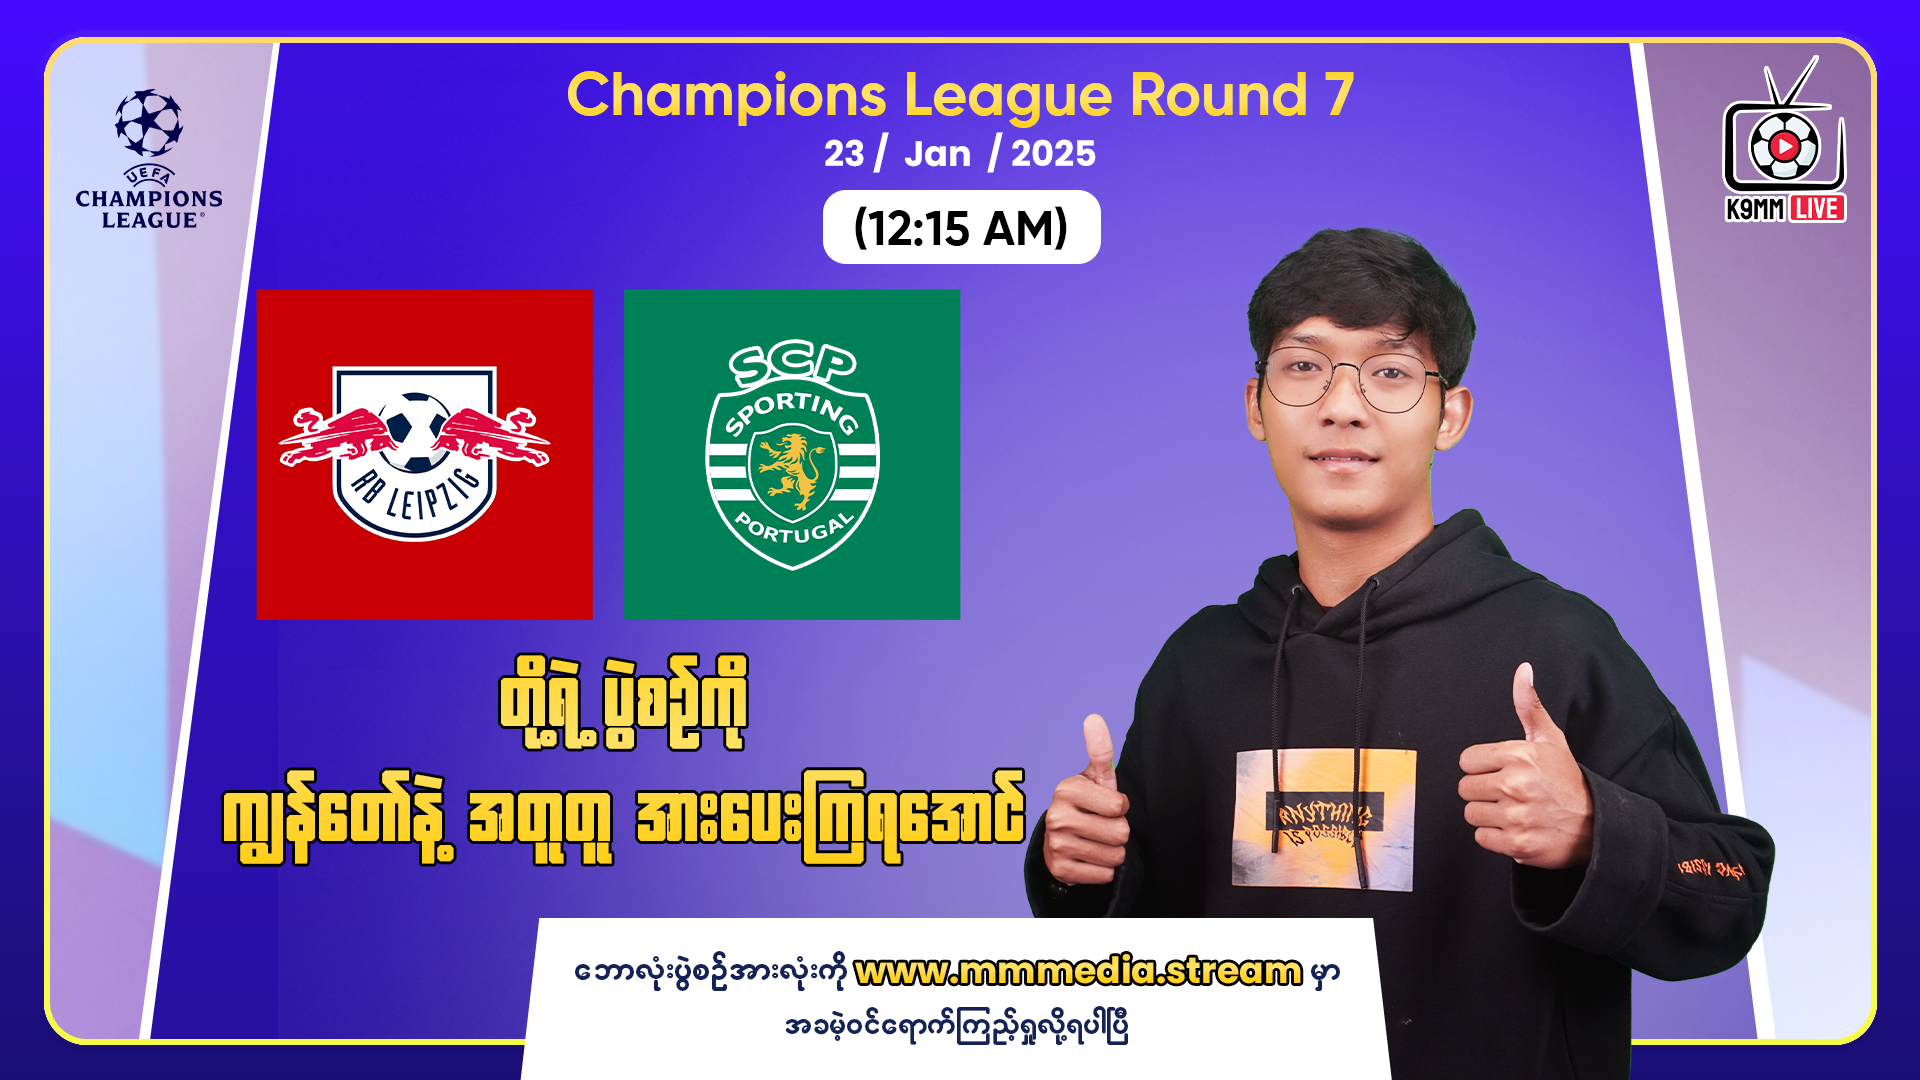 Champions League Round 7
23 / Jan / 2025
(12:15 AM)
UEFA
CHAMPIONS
LEAGUE
K9MM LIVE
RB LEIPZIG
SCP
SPORTING
PORTUGAL
တို့ရဲ့ ပွဲစဉ်ကို
ကျွန်တော်နဲ့ အတူတူ အားပေးကြရအောင်
ANYTHING
IS POSSIBLE
ဘောလုံးပွဲစဉ်အားလုံးကို www.mmmedia.stream မှာ
အခမဲ့ဝင်ရောက်ကြည့်ရှုလို့ရပါပြီ